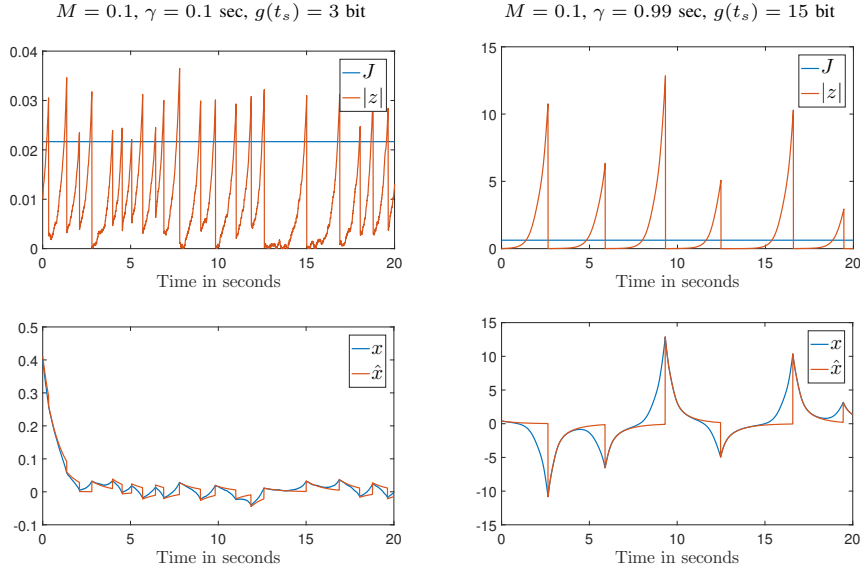 M = 0.1, γ = 0.1 sec, g(t_s) = 3 bit
0.04
0.03
0.02
0.01
0
J
|z|
0 5 10 15 20
Time in seconds
M = 0.1, γ = 0.99 sec, g(t_s) = 15 bit
15
10
5
0
J
|z|
0 5 10 15 20
Time in seconds
0.5
0.4
0.3
0.2
0.1
0
-0.1
x
x̂
0 5 10 15 20
Time in seconds
15
10
5
0
-5
-10
-15
x
x̂
0 5 10 15 20
Time in seconds